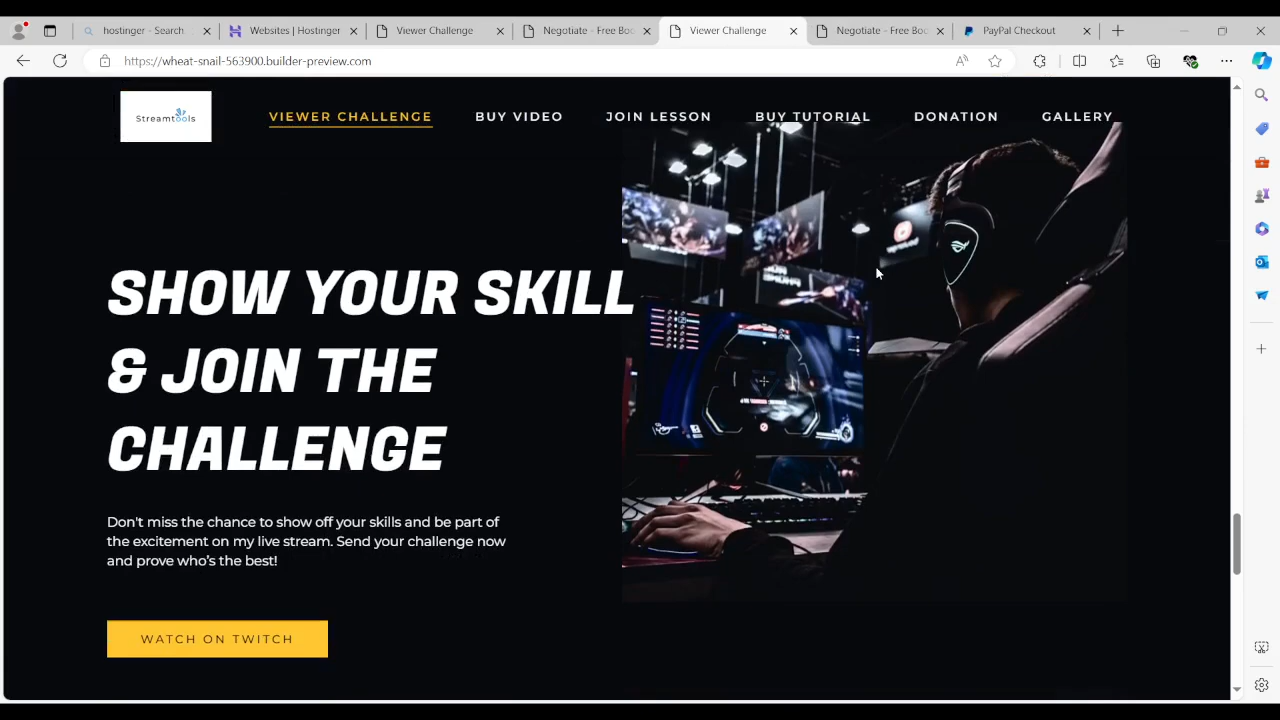 hostinger - Search
Websites | Hostinger
Viewer Challenge
Negotiate - Free Boo
Viewer Challenge
Negotiate - Free Boo
PayPal Checkout
https://wheat-snail-563900.builder-preview.com
Streamtools
VIEWER CHALLENGE
BUY VIDEO
JOIN LESSON
BUY TUTORIAL
DONATION
GALLERY
SHOW YOUR SKILL
& JOIN THE
CHALLENGE
Don't miss the chance to show off your skills and be part of
the excitement on my live stream. Send your challenge now
and prove who's the best!
WATCH ON TWITCH